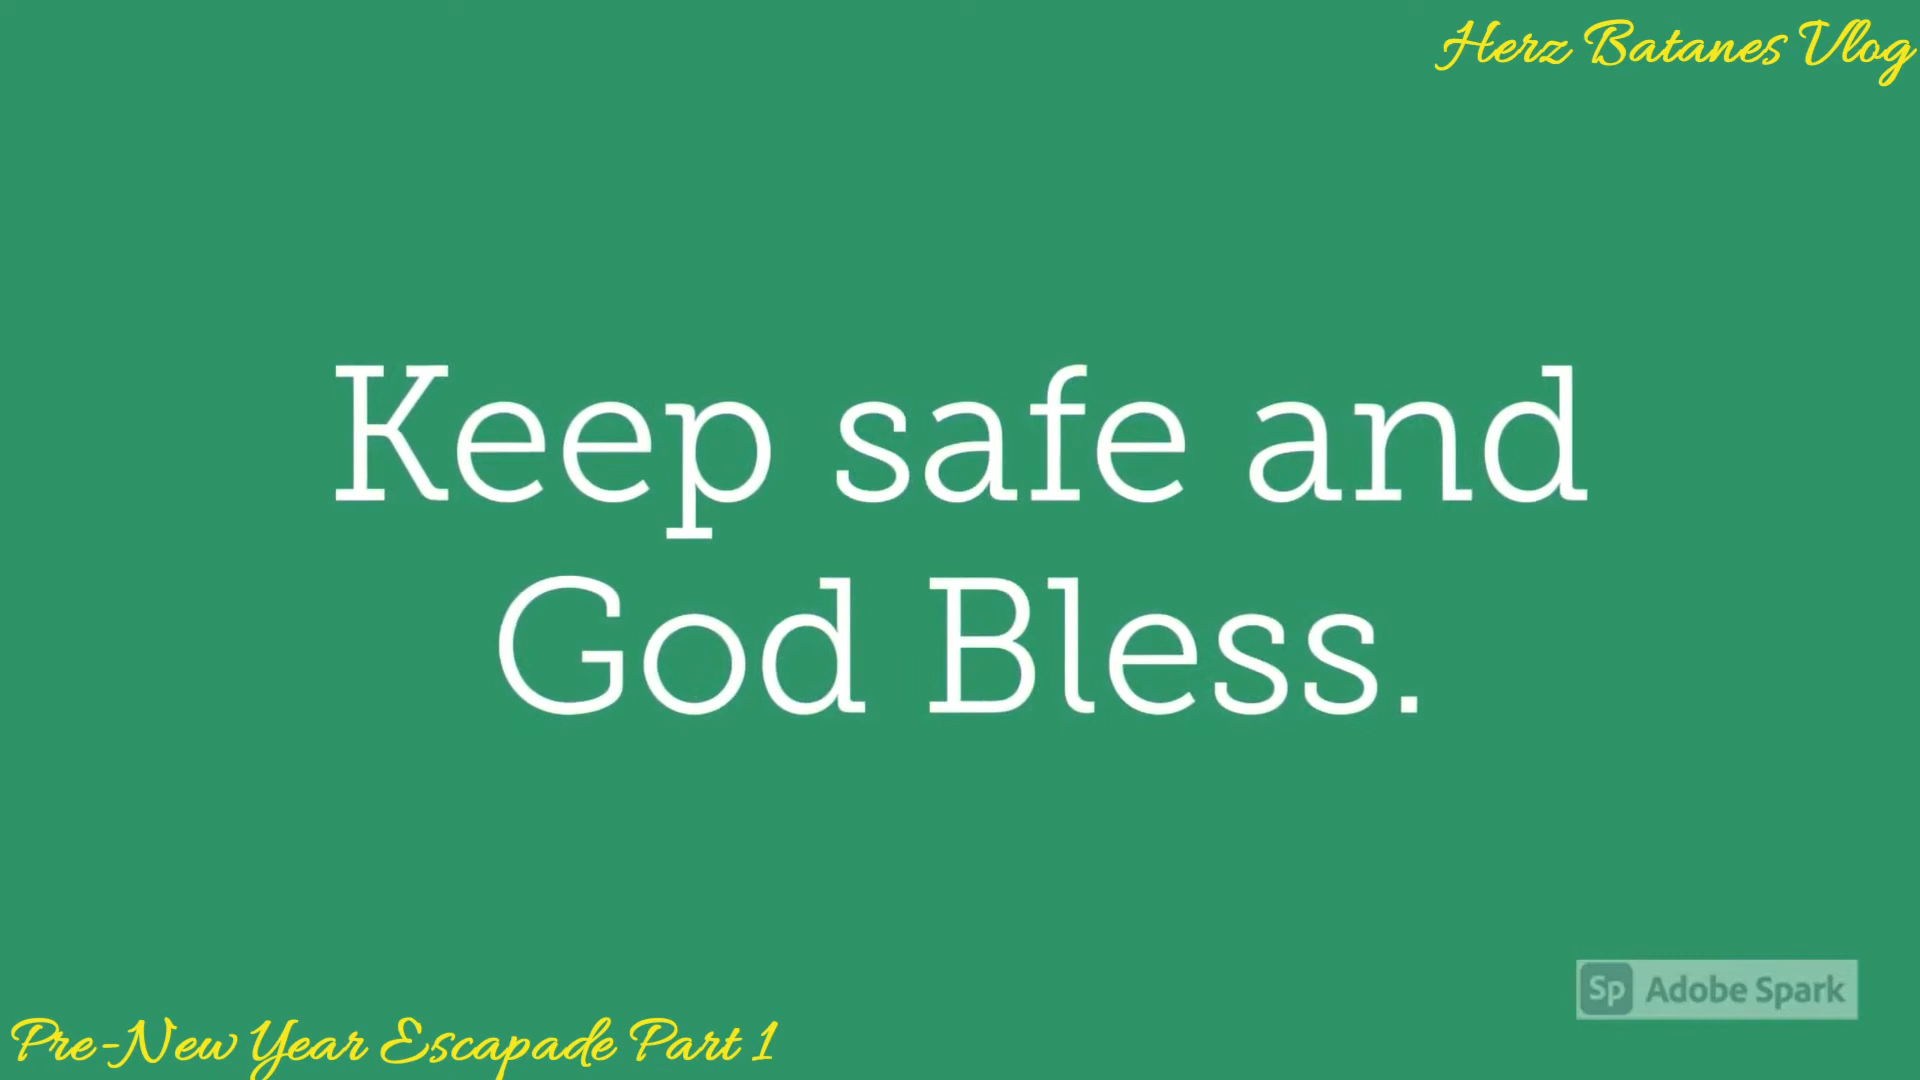 Herz Batanes Vlog
Keep safe and
God Bless.
Sp Adobe Spark
Pre-New Year Escapade Part 1